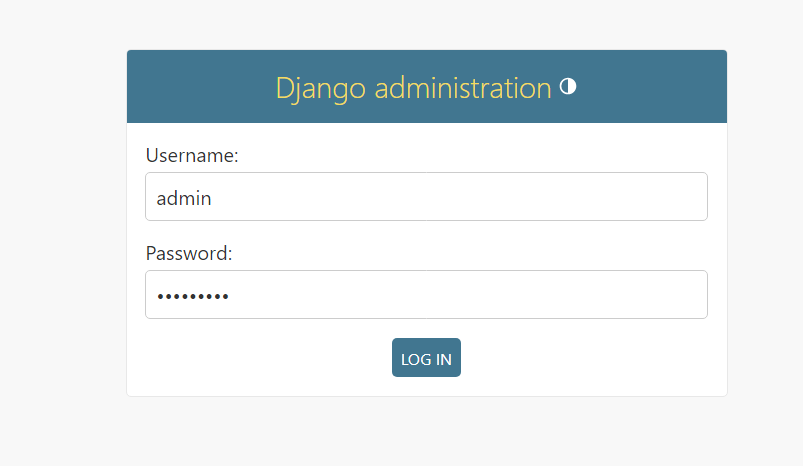 Django administration
Username:
admin
Password:
•••••••••
LOG IN